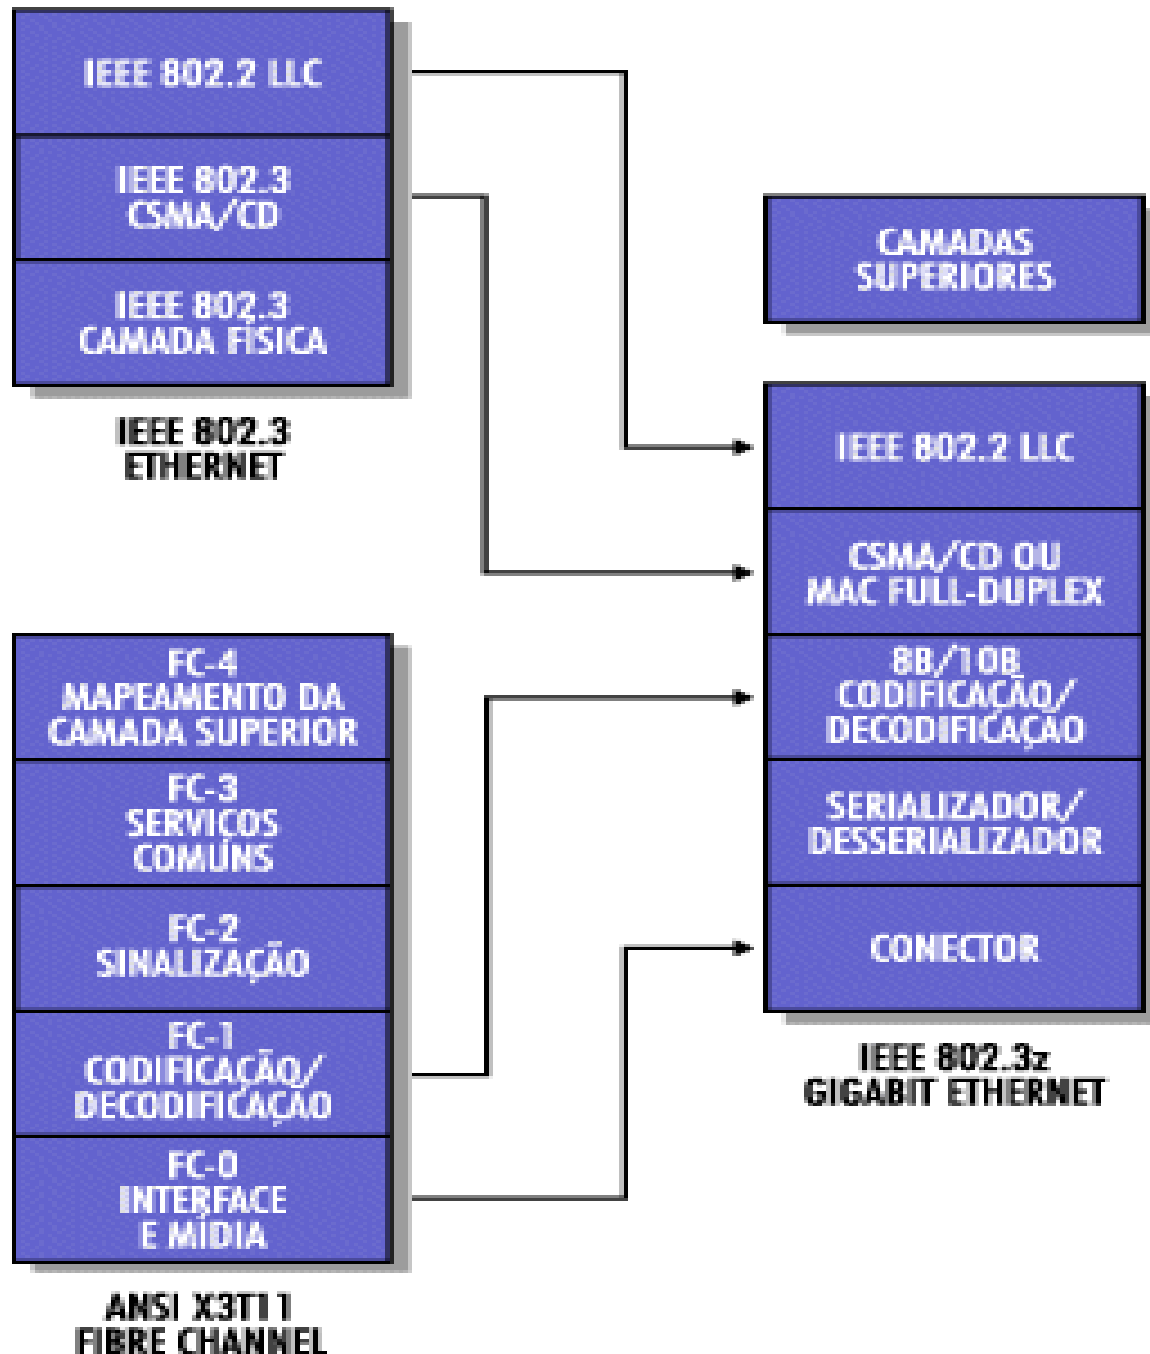 IEEE 802.2 LLC
IEEE 802.3
CSMA/CD
IEEE 802.3
CAMADA FÍSICA
IEEE 802.3
ETHERNET
FC-4
MAPEAMENTO DA
CAMADA SUPERIOR
FC-3
SERVIÇOS
COMUNS
FC-2
SINALIZAÇÃO
FC-1
CODIFICAÇÃO/
DECODIFICAÇÃO
FC-0
INTERFACE
E MÍDIA
ANSI X3T11
FIBRE CHANNEL
CAMADAS
SUPERIORES
IEEE 802.2 LLC
CSMA/CD OU
MAC FULL-DUPLEX
8B/10B
CODIFICAÇÃO/
DECODIFICAÇÃO
SERIALIZADOR/
DESSERIALIZADOR
CONECTOR
IEEE 802.3z
GIGABIT ETHERNET